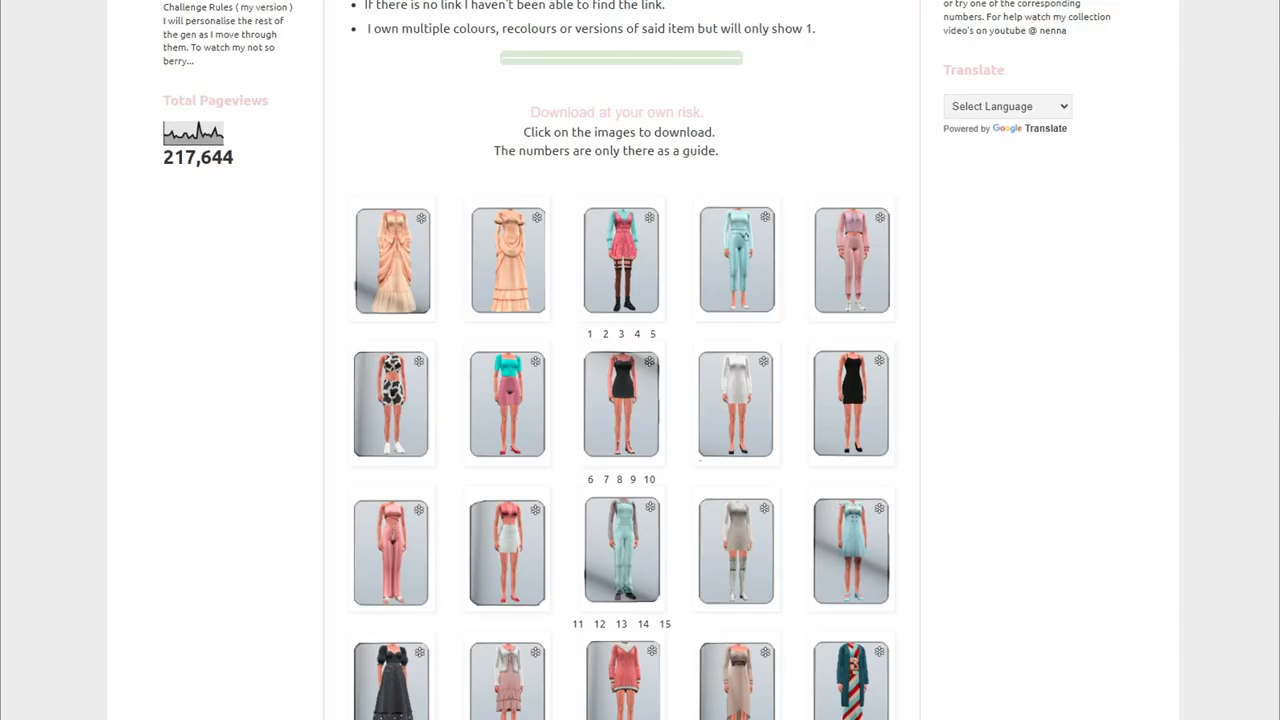 Challenge Rules ( my version )
I will personalise the rest of
the gen as I move through
them. To watch my not so
berry...
Total Pageviews
217,644
If there is no link I haven't been able to find the link.
I own multiple colours, recolours or versions of said item but will only show 1.
Download at your own risk.
Click on the images to download.
The numbers are only there as a guide.
1 2 3 4 5
6 7 8 9 10
11 12 13 14 15
or try one of the corresponding
numbers. For help watch my collection
video's on youtube @ nenna
Translate
Select Language
Powered by Google Translate